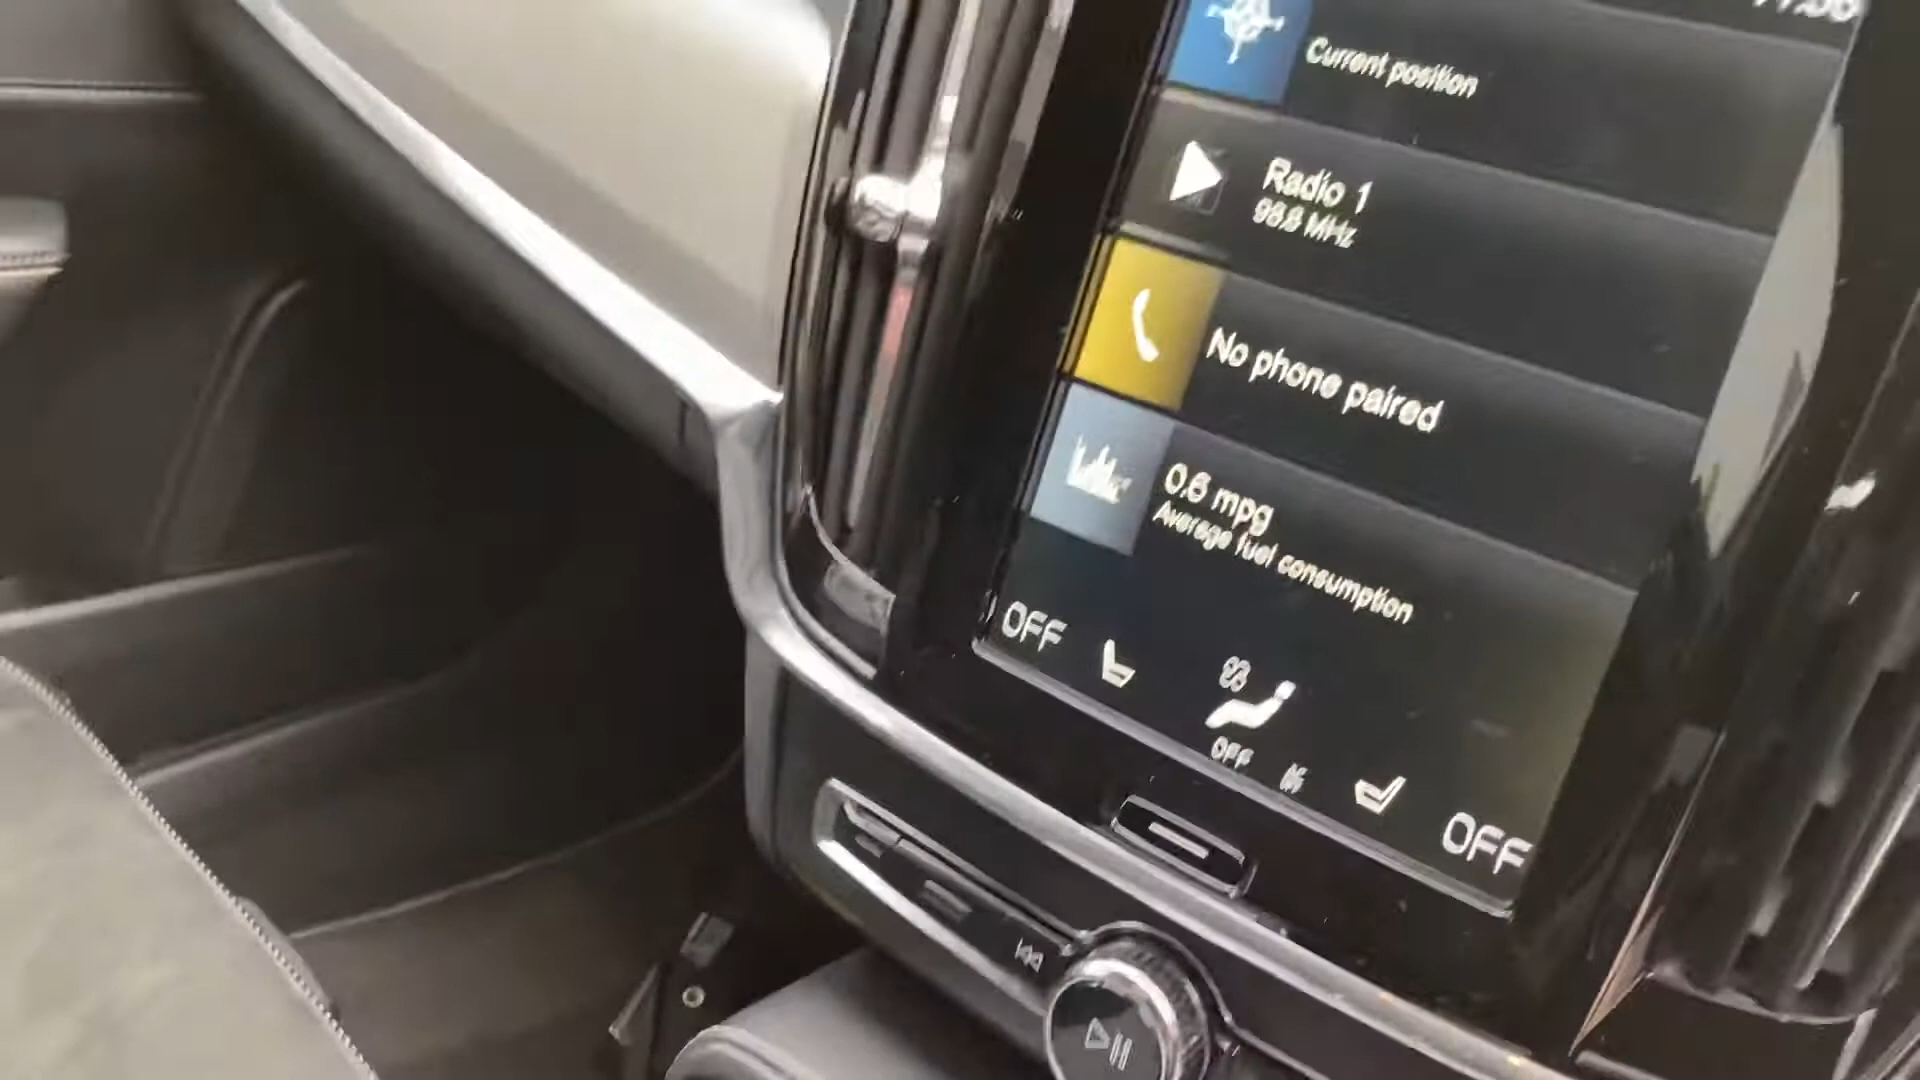 Current position
Radio 1
98.8 MHz
No phone paired
0.6 mpg
Average fuel consumption
OFF
OFF
OFF